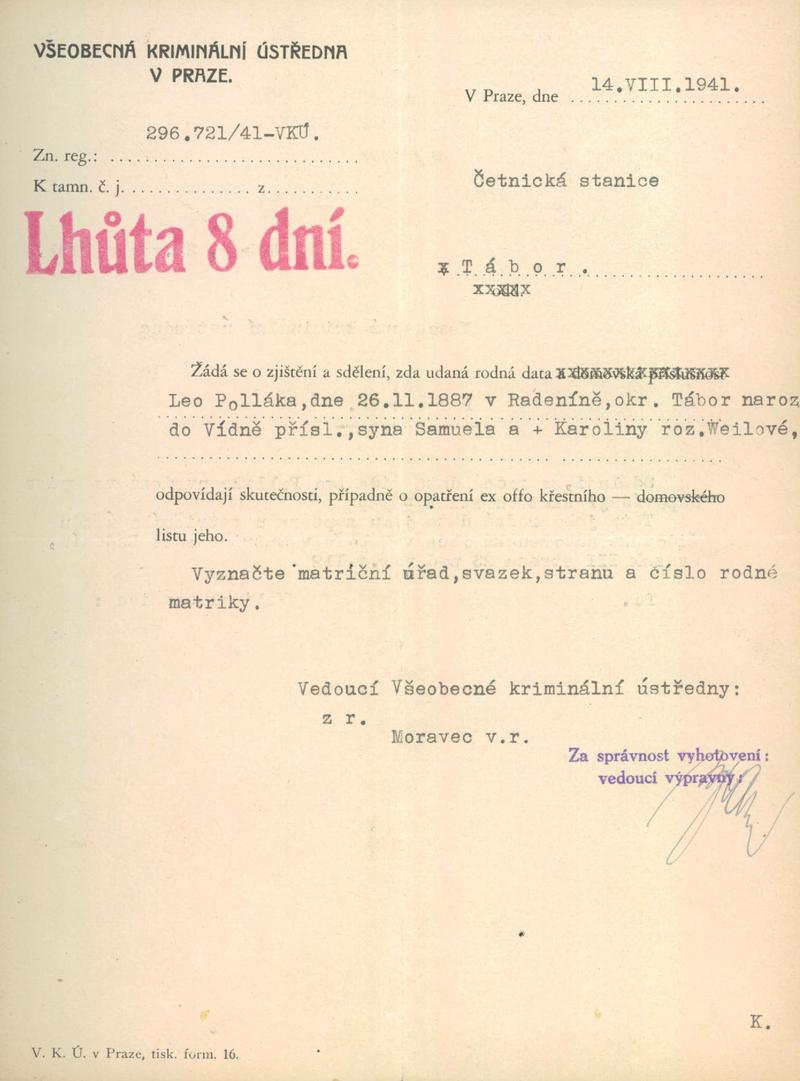 VŠEOBECNÁ KRIMINÁLNÍ ÚSTŘEDNA
V PRAZE.
V Praze, dne 14.VIII.1941.
296.721/41-VKÚ.
Zn. reg.:
K tamn. č. j. z
Četnická stanice
Lhůta 8 dní.
Tábor.
Žádá se o zjištění a sdělení, zda udaná rodná data a domovská příslušnost
Leo Polláka,dne 26.11.1887 v Radeníně,okr. Tábor naroz
do Vídně přísl.,syna Samuela a + Karoliny roz.Weilové,
odpovídají skutečnosti, případně o opatření ex offo křestního — domovského
listu jeho.
Vyznačte matriční úřad,svazek,stranu a číslo rodné
matriky.
Vedoucí Všeobecné kriminální ústředny:
z r.
Moravec v.r.
Za správnost vyhotovení:
vedoucí výpravny:
K.
V. K. Ú. v Praze, tisk. form. 16.